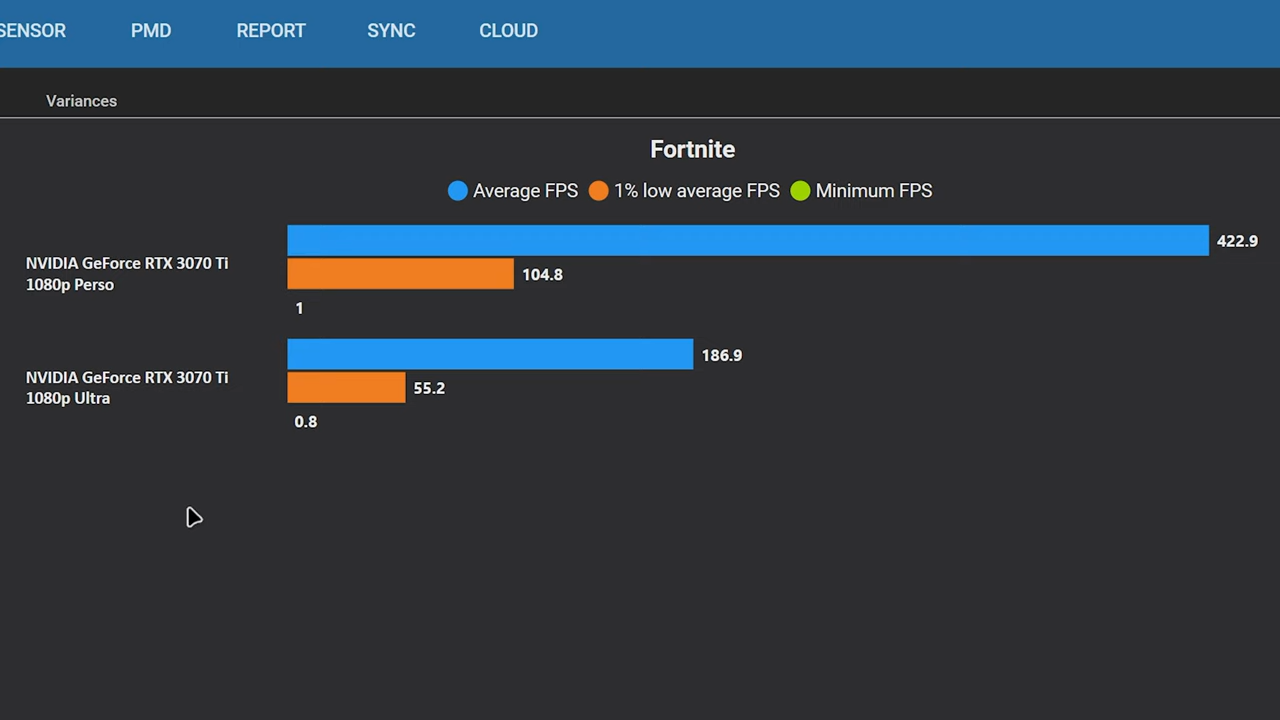 SENSOR PMD REPORT SYNC CLOUD
Variances
Fortnite
Average FPS 1% low average FPS Minimum FPS
NVIDIA GeForce RTX 3070 Ti
1080p Perso
422.9
104.8
1
NVIDIA GeForce RTX 3070 Ti
1080p Ultra
186.9
55.2
0.8